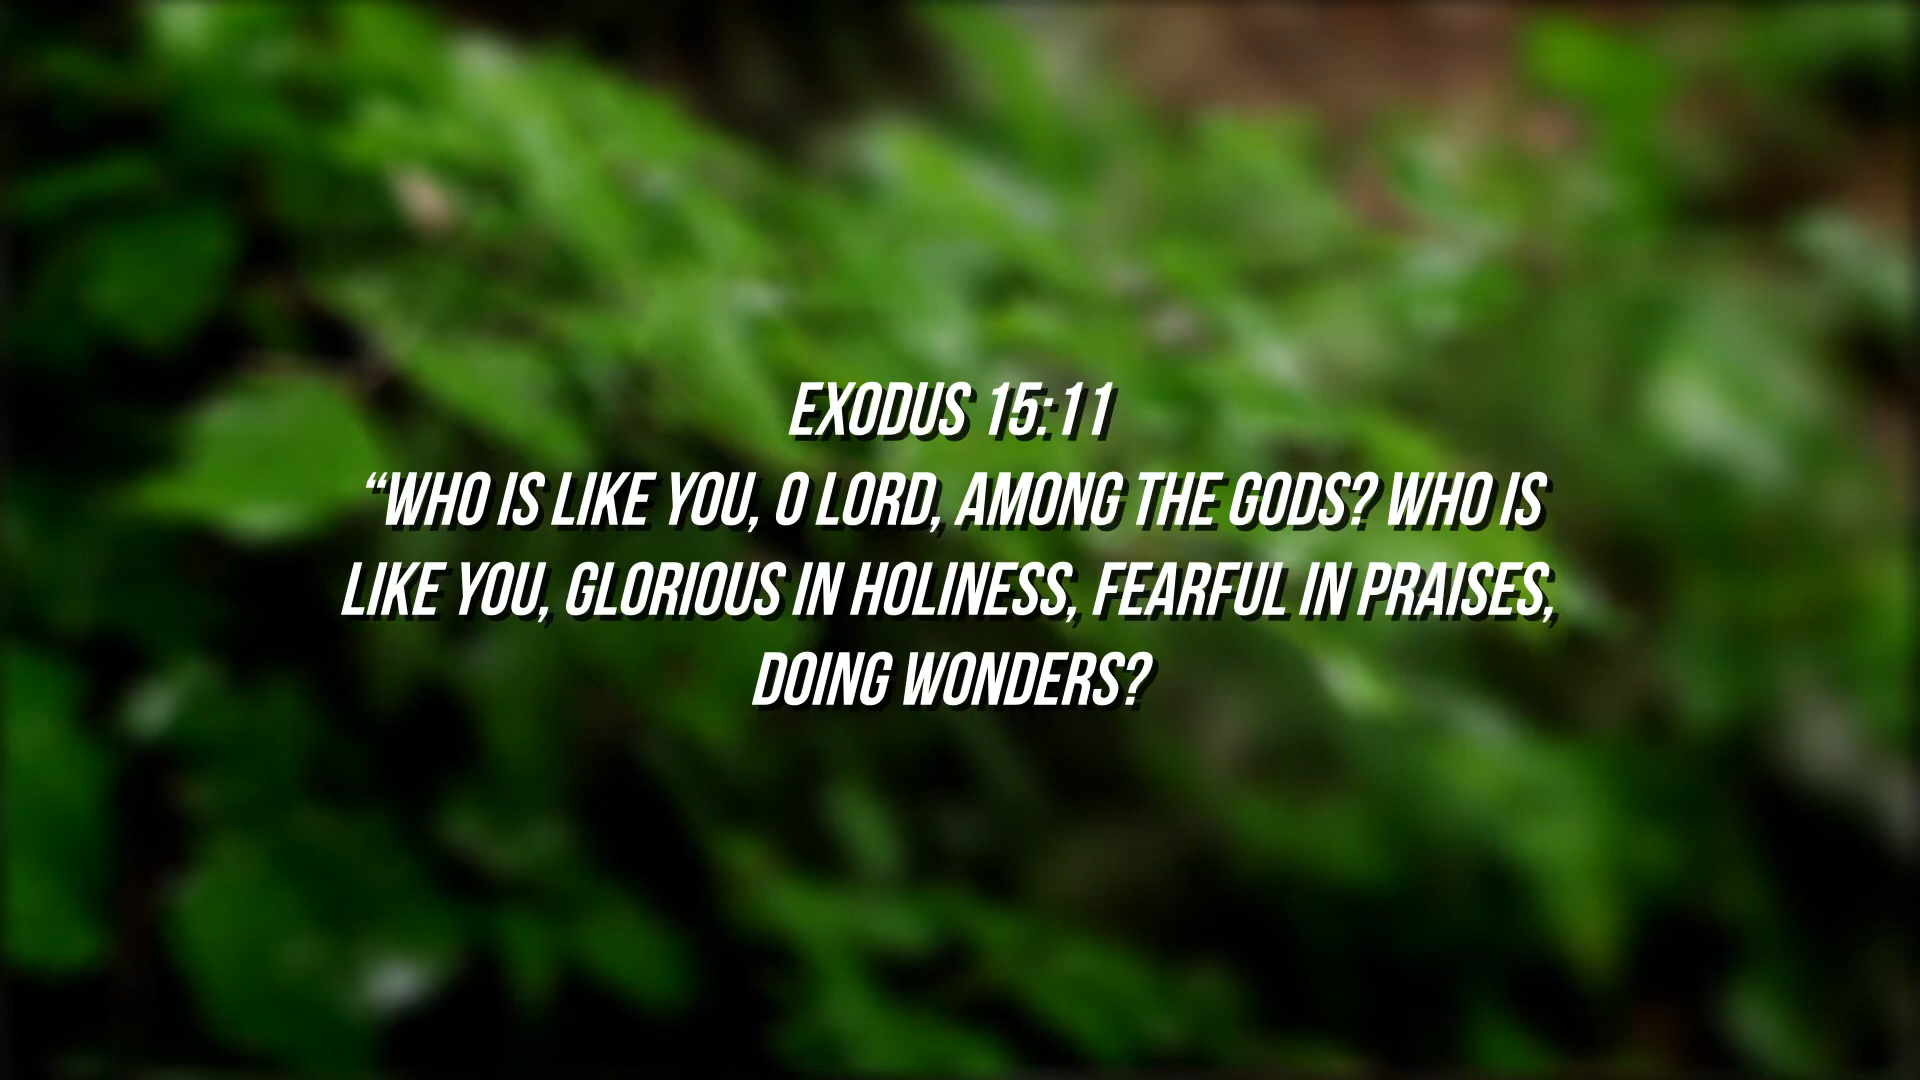 EXODUS 15:11
“WHO IS LIKE YOU, O LORD, AMONG THE GODS? WHO IS
LIKE YOU, GLORIOUS IN HOLINESS, FEARFUL IN PRAISES,
DOING WONDERS?